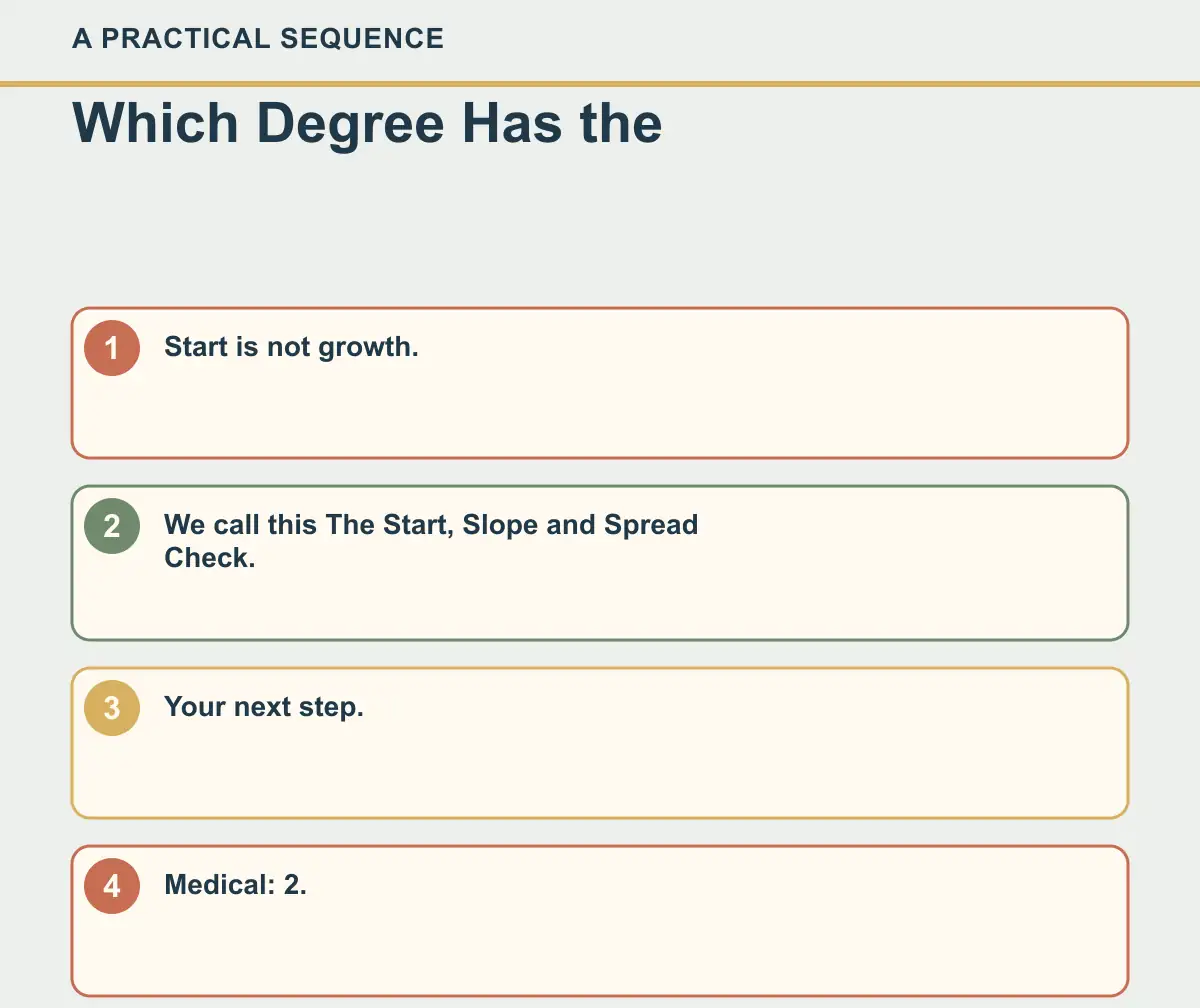 A PRACTICAL SEQUENCE
Which Degree Has the
1 Start is not growth.
2 We call this The Start, Slope and Spread
Check.
3 Your next step.
4 Medical: 2.